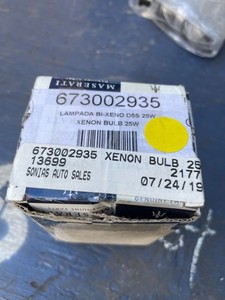 MASERATI
673002935
LAMPADA BI-XENO D5S 25W
XENON BULB 25W
673002935 XENON BULB 25
13699 2177
SONIAS AUTO SALES 07/24/19